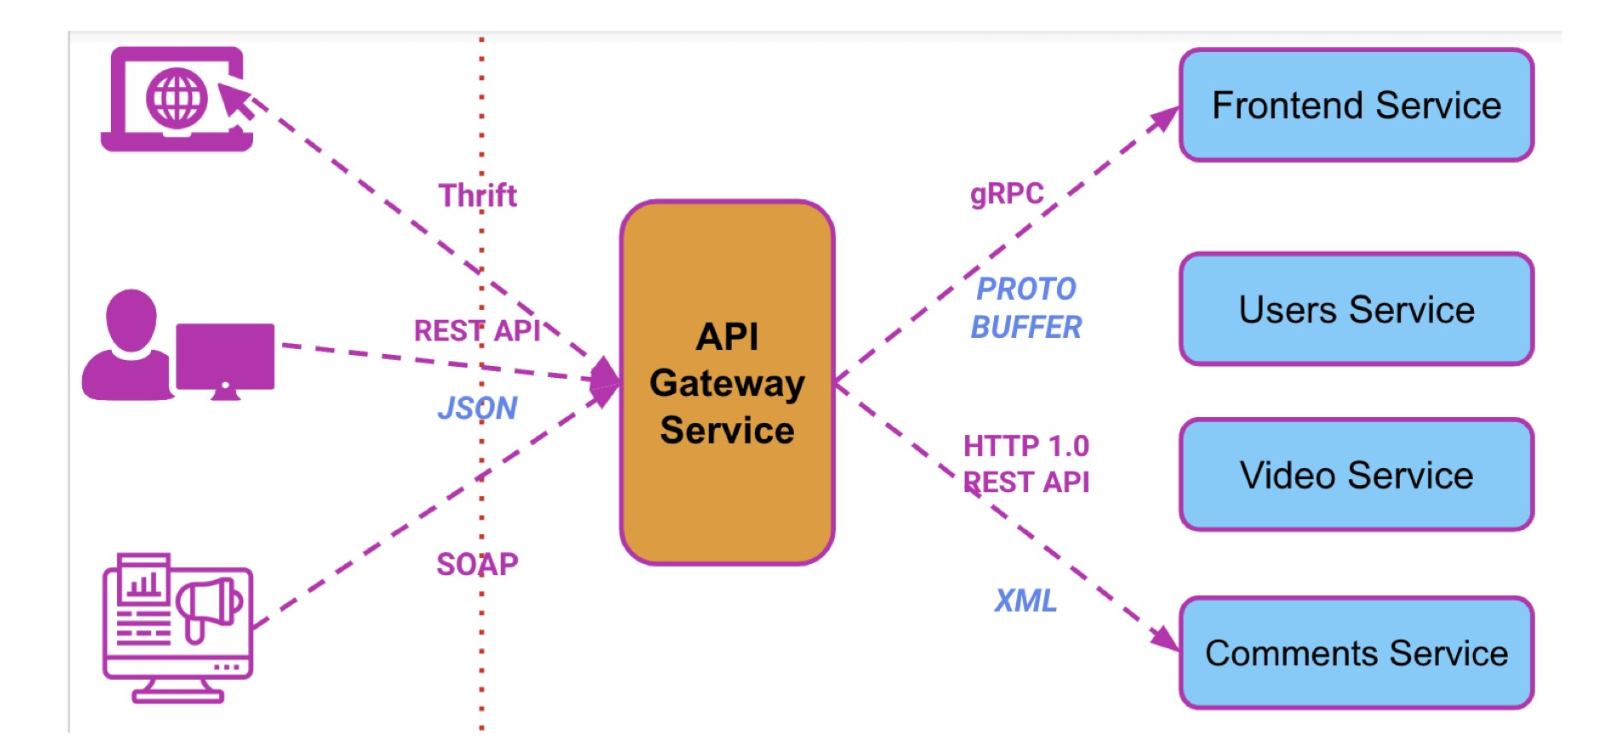 Frontend Service
Thrift
gRPC
PROTO
BUFFER
Users Service
REST API
JSON
API
Gateway
Service
HTTP 1.0
REST API
Video Service
SOAP
XML
Comments Service